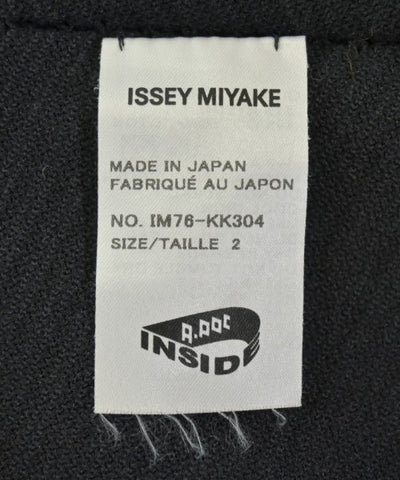 ISSEY MIYAKE
MADE IN JAPAN
FABRIQUÉ AU JAPON
NO. IM76-KK304
SIZE/TAILLE 2
A.POC
INSIDE